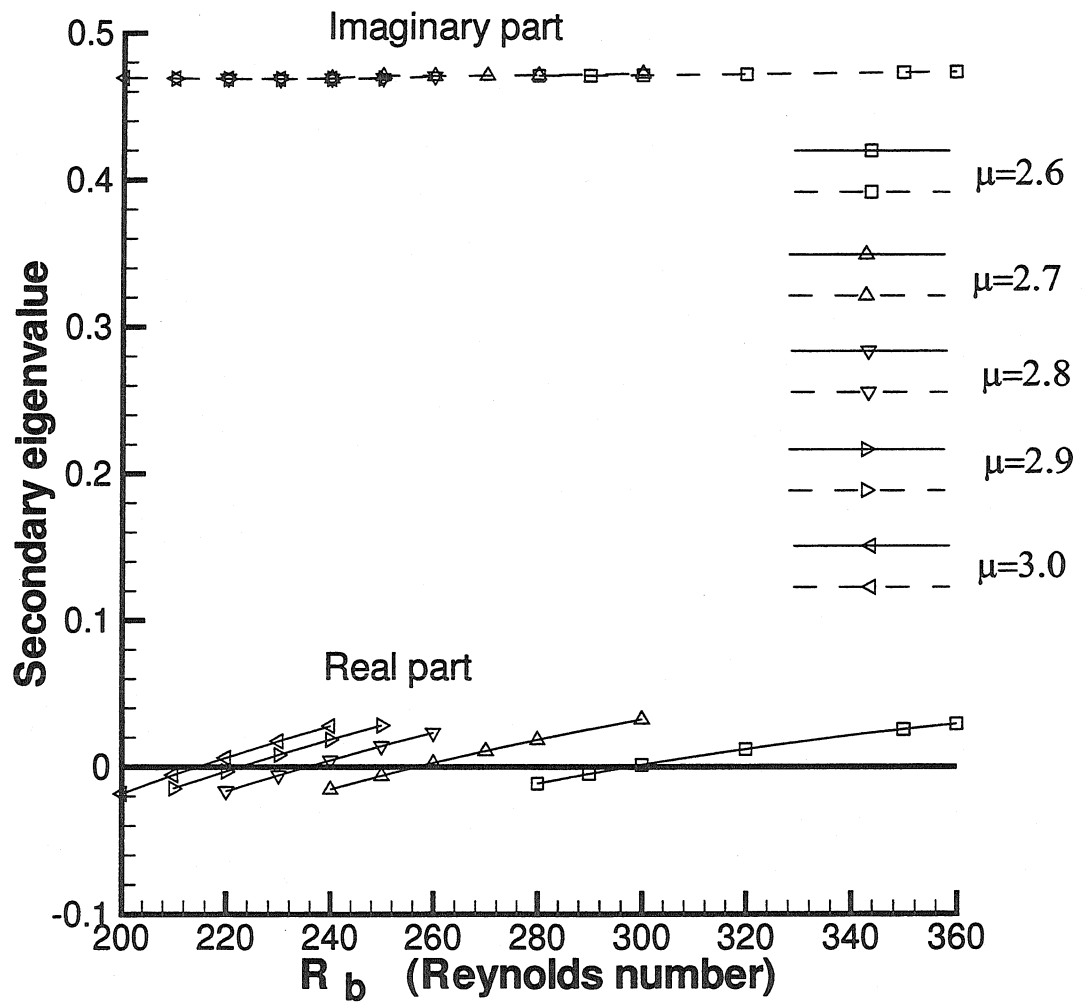 Imaginary part
0.5
0.4
0.3
0.2
0.1
0
-0.1
Secondary eigenvalue
μ=2.6
μ=2.7
μ=2.8
μ=2.9
μ=3.0
Real part
200 220 240 260 280 300 320 340 360
R b (Reynolds number)